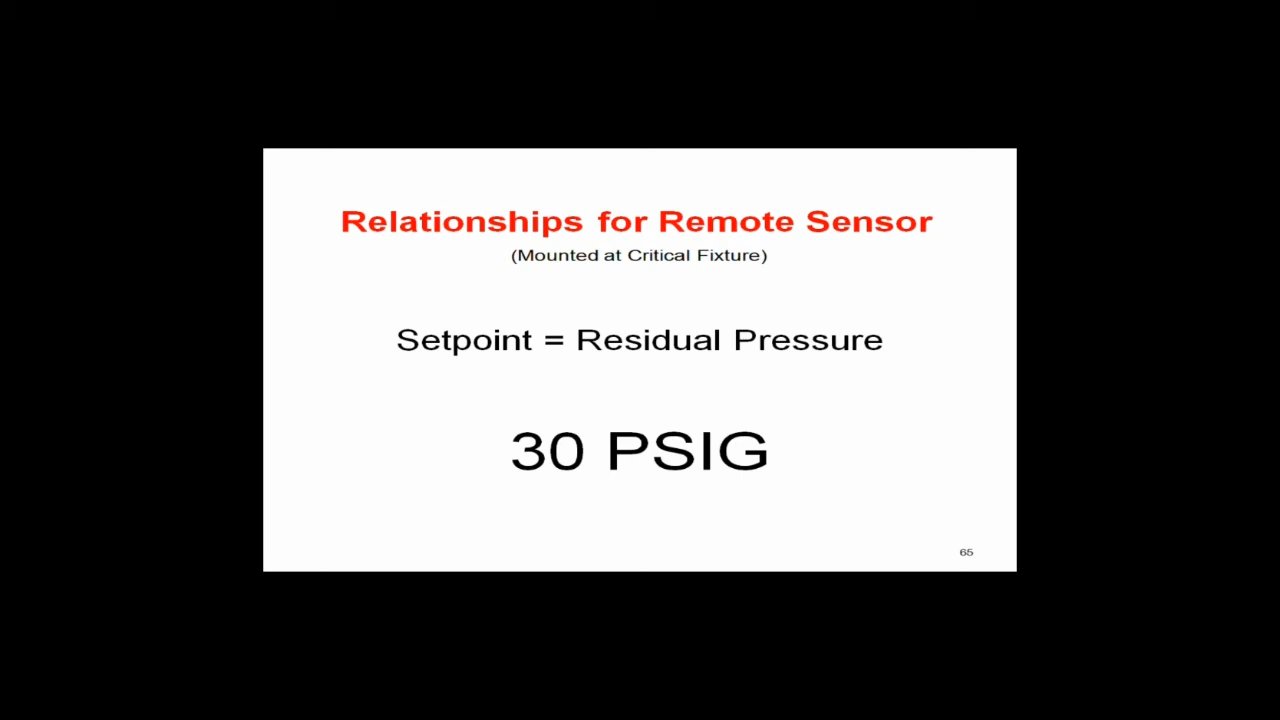 Relationships for Remote Sensor
(Mounted at Critical Fixture)
Setpoint = Residual Pressure
30 PSIG
65